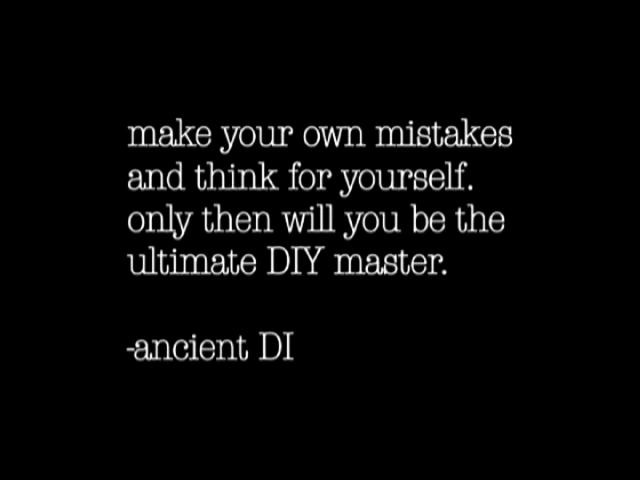 make your own mistakes
and think for yourself.
only then will you be the
ultimate DIY master.
-ancient DI